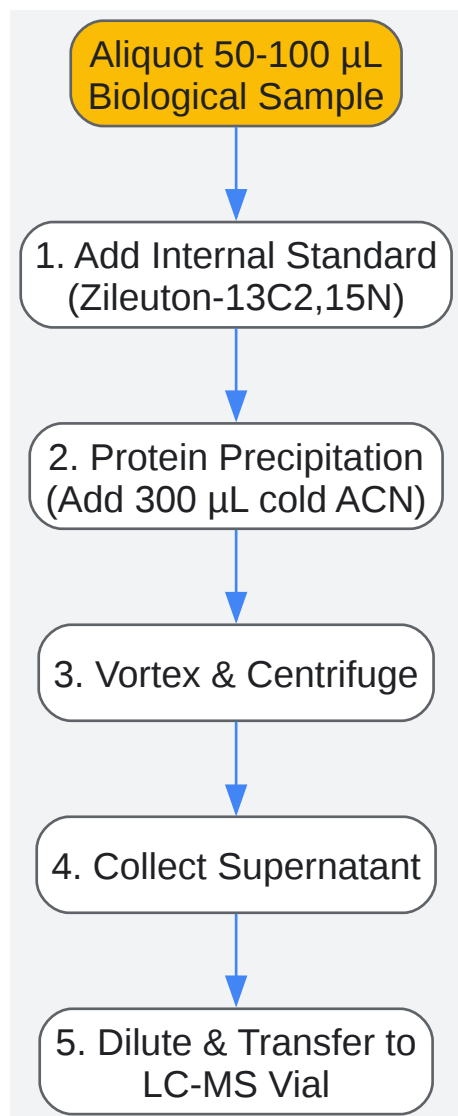 Aliquot 50-100 µL
Biological Sample
1. Add Internal Standard
(Zileuton-13C2,15N)
2. Protein Precipitation
(Add 300 µL cold ACN)
3. Vortex & Centrifuge
4. Collect Supernatant
5. Dilute & Transfer to
LC-MS Vial